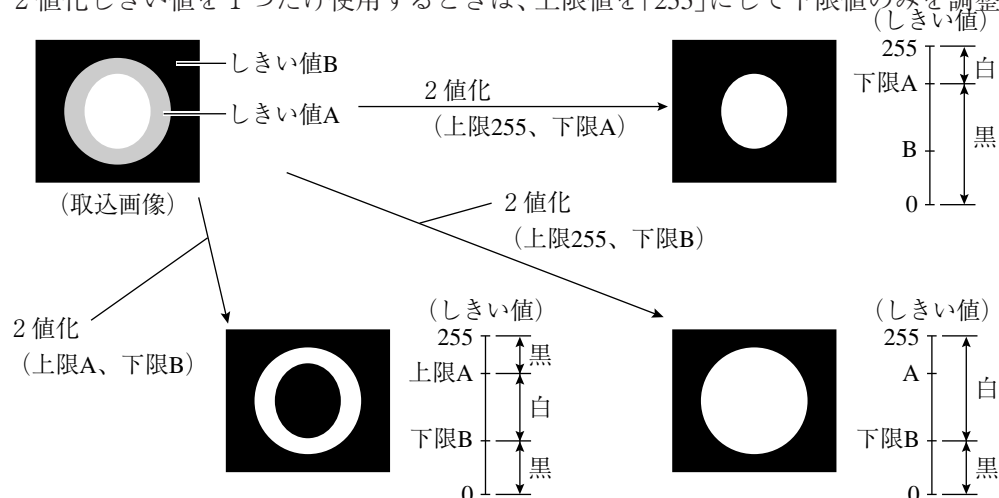 2 値化しきい値を 1 つだけ使用するときは、上限値を「255」にして下限値のみを調整
(しきい値)
255
下限A
B
0
白
黒
しきい値B
しきい値A
2 値化
(上限255、下限A)
(取込画像)
2 値化
(上限255、下限B)
2 値化
(上限A、下限B)
(しきい値)
255
上限A
下限B
0
黒
白
黒
(しきい値)
255
A
下限B
0
白
黒